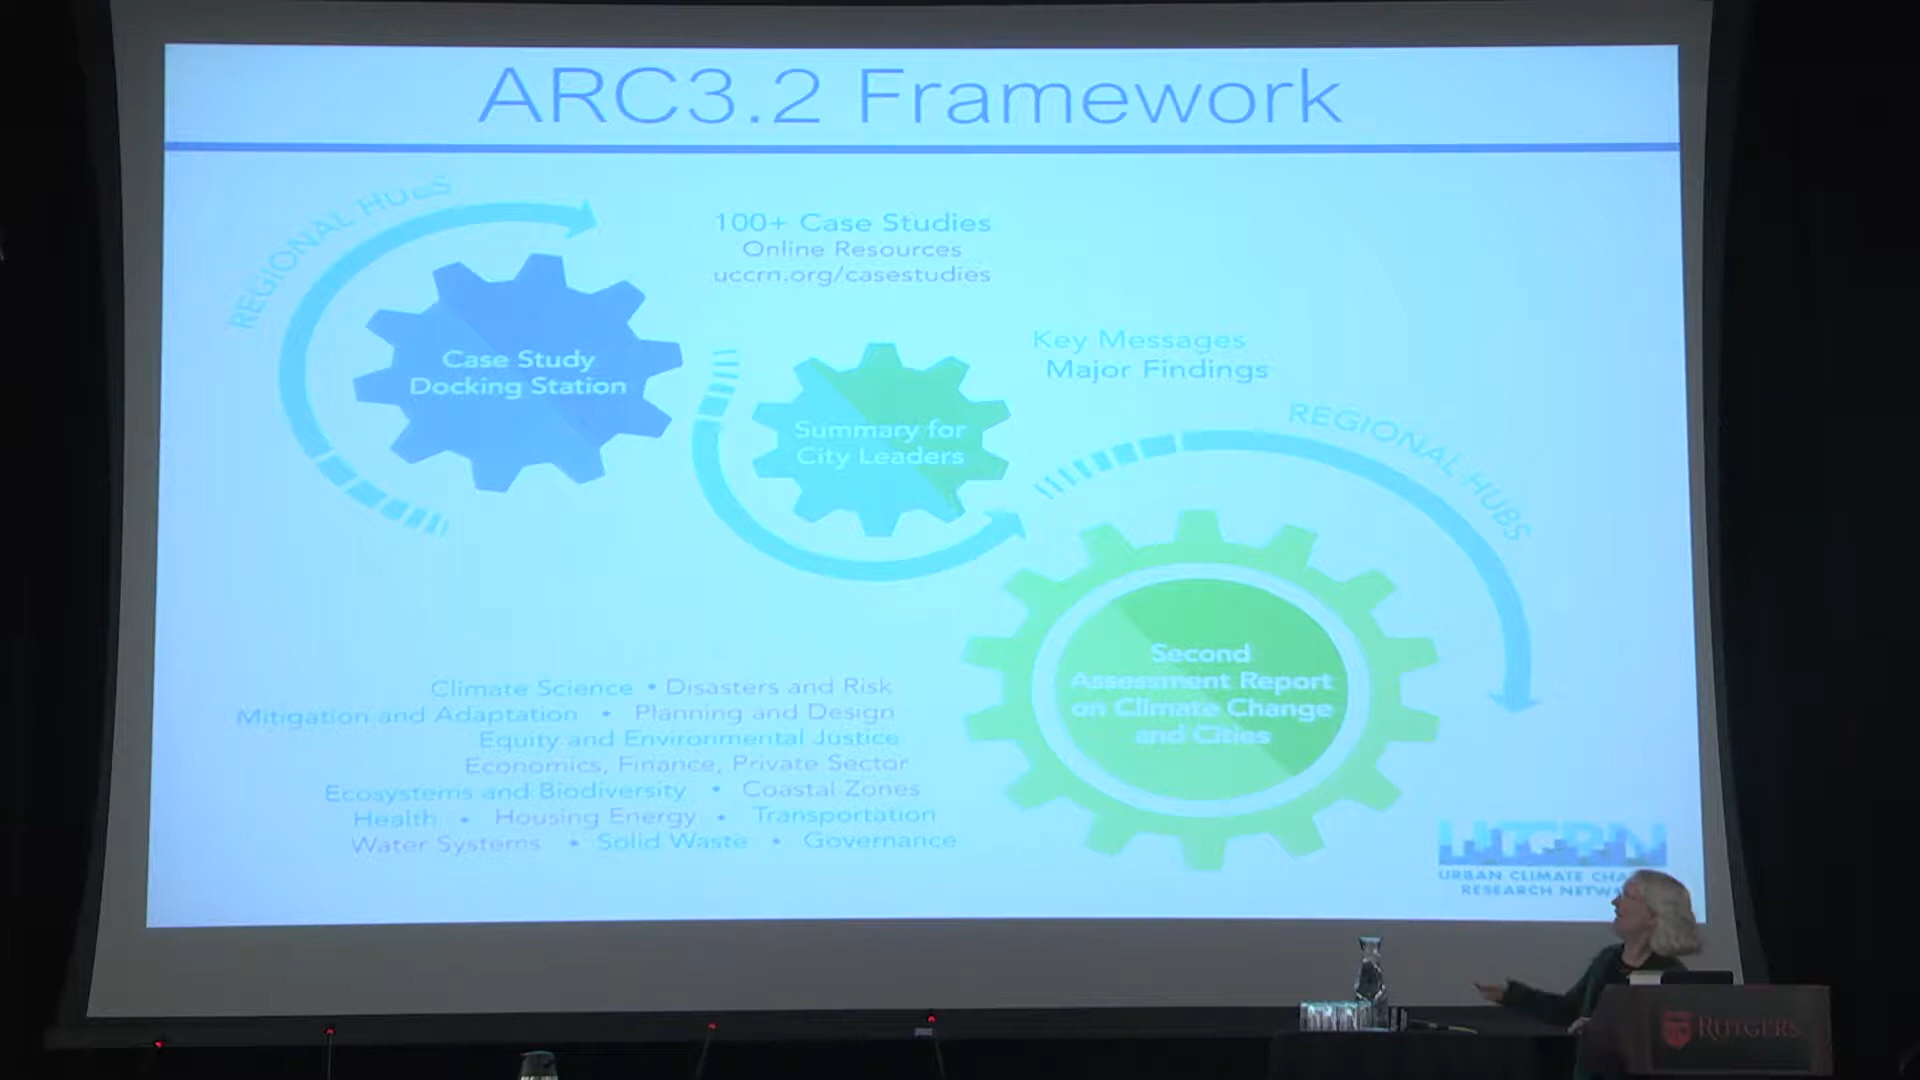 ARC3.2 Framework
REGIONAL HUBS
100+ Case Studies
Online Resources
uccrn.org/casestudies
Case Study
Docking Station
Key Messages
Major Findings
Summary for
City Leaders
REGIONAL HUBS
Second
Assessment Report
on Climate Change
and Cities
Climate Science • Disasters and Risk
Mitigation and Adaptation • Planning and Design
Equity and Environmental Justice
Economics, Finance, Private Sector
Ecosystems and Biodiversity • Coastal Zones
Health • Housing Energy • Transportation
Water Systems • Solid Waste • Governance
UCCRN
URBAN CLIMATE
RESEARCH
RUTGERS